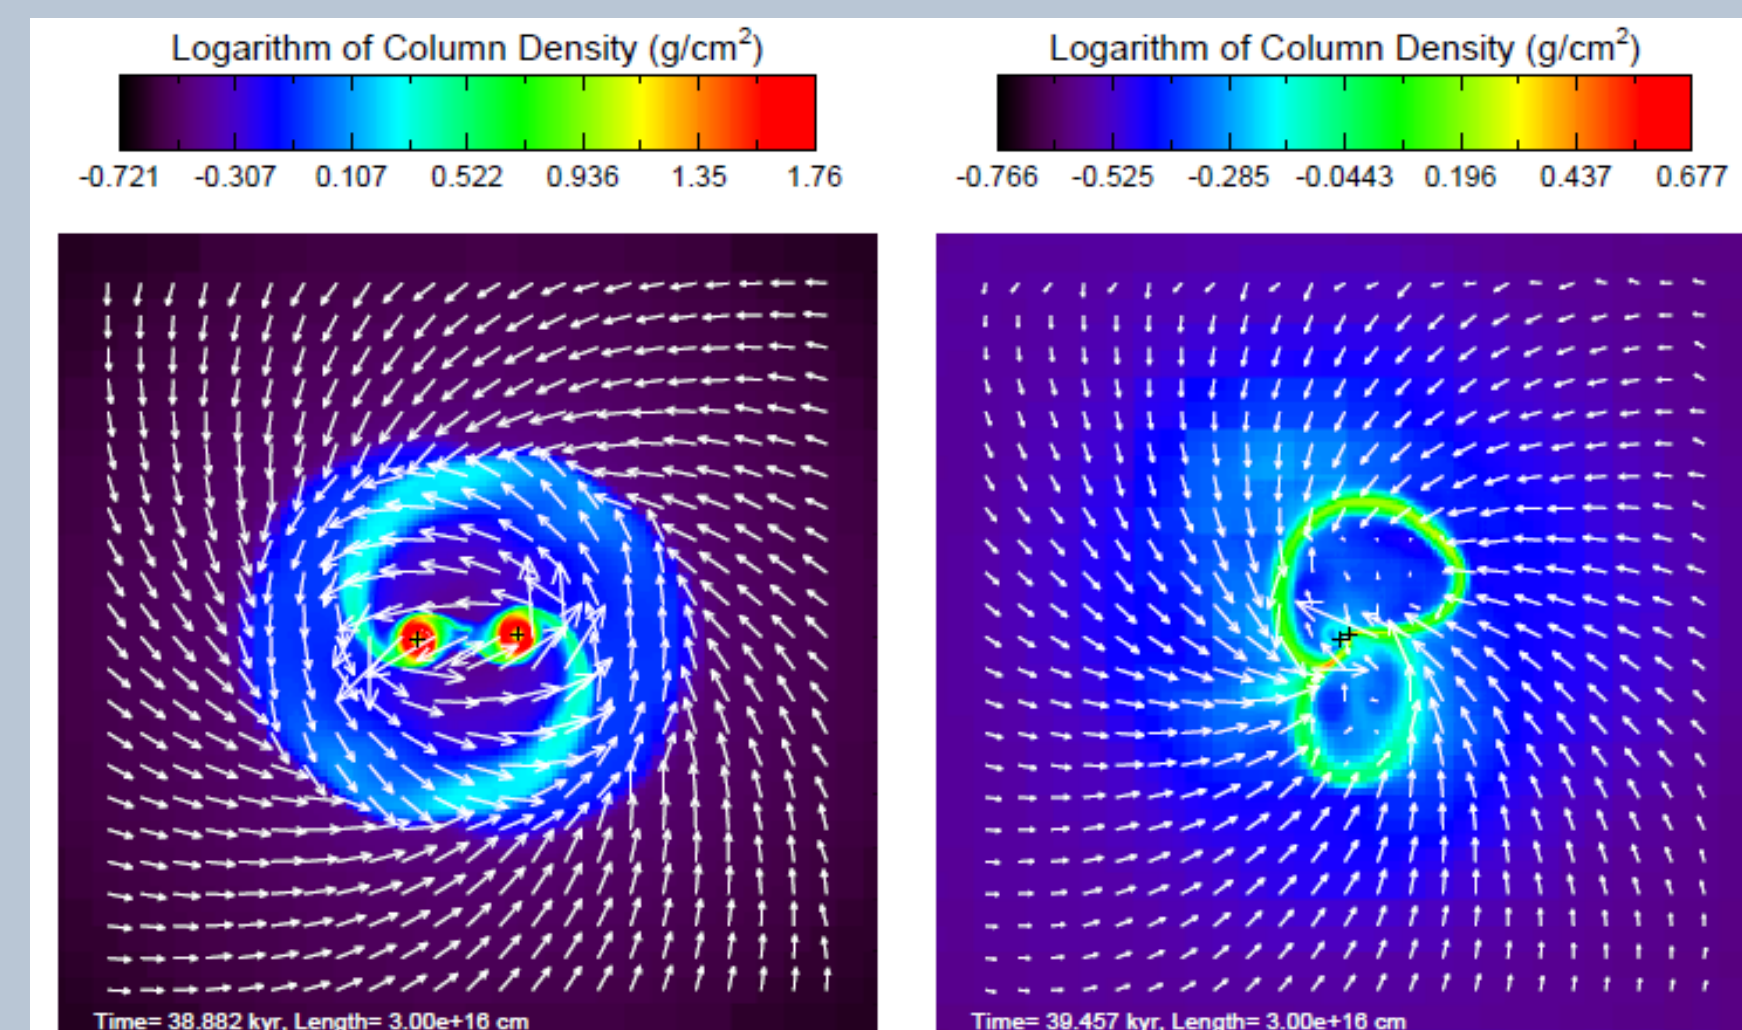 Logarithm of Column Density (g/cm²)
-0.721 -0.307 0.107 0.522 0.936 1.35 1.76
Time= 38.882 kyr, Length= 3.00e+16 cm
Logarithm of Column Density (g/cm²)
-0.766 -0.525 -0.285 -0.0443 0.196 0.437 0.677
Time= 39.457 kyr, Length= 3.00e+16 cm